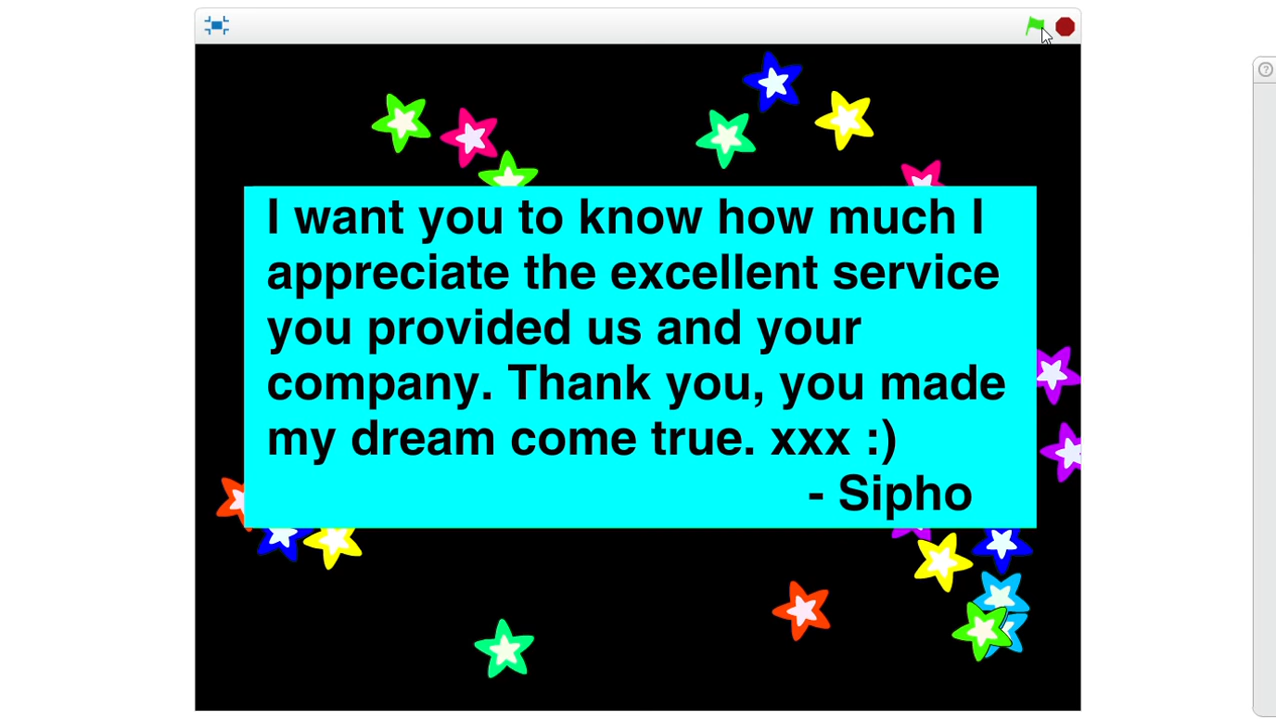 I want you to know how much I
appreciate the excellent service
you provided us and your
company. Thank you, you made
my dream come true. xxx :)
- Sipho